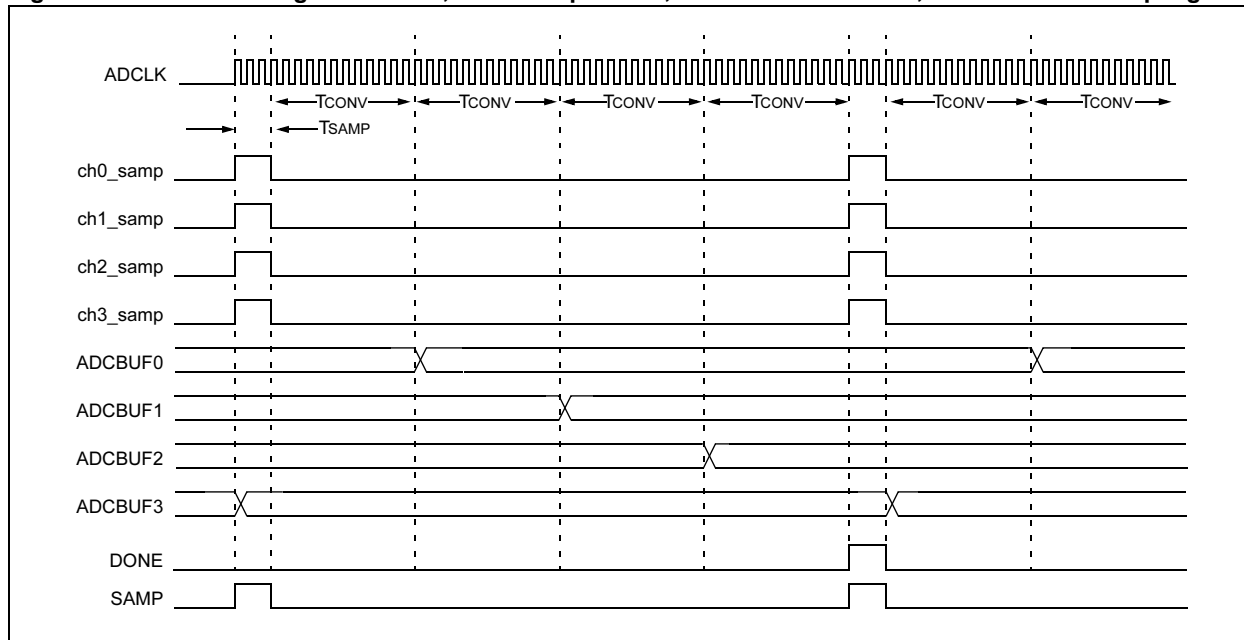 ADCLK
TCONV TCONV TCONV TCONV TCONV TCONV
TSAMP
ch0_samp
ch1_samp
ch2_samp
ch3_samp
ADCBUF0
ADCBUF1
ADCBUF2
ADCBUF3
DONE
SAMP